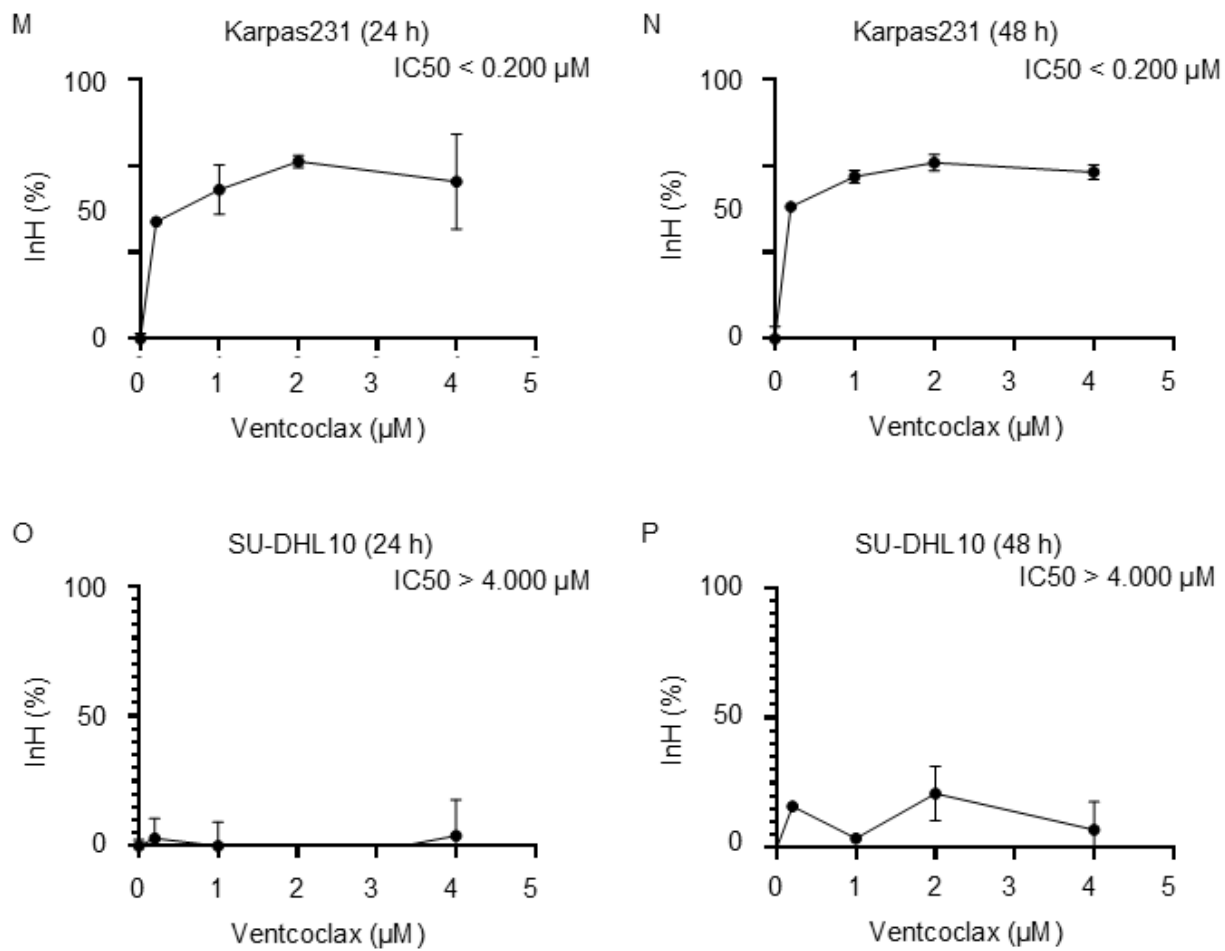 M
Karpas231 (24 h)
IC50 < 0.200 µM
100
50
0
InH (%)
0 1 2 3 4 5
Ventcoclax (µM)
N
Karpas231 (48 h)
IC50 < 0.200 µM
100
50
0
InH (%)
0 1 2 3 4 5
Ventcoclax (µM)
O
SU-DHL10 (24 h)
IC50 > 4.000 µM
100
50
0
InH (%)
0 1 2 3 4 5
Ventcoclax (µM)
P
SU-DHL10 (48 h)
IC50 > 4.000 µM
100
50
0
InH (%)
0 1 2 3 4 5
Ventcoclax (µM)